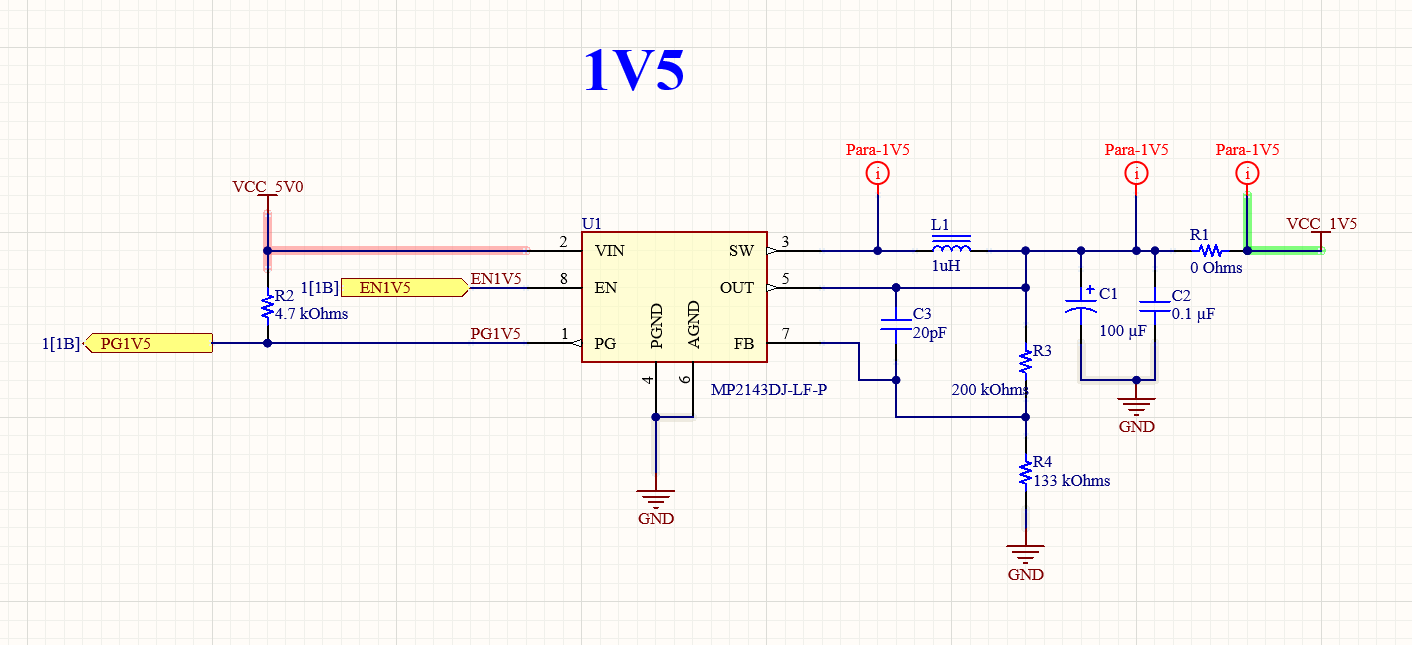 1V5
Para-1V5
Para-1V5
Para-1V5
i
i
i
VCC_5V0
U1
L1
R1
VCC_1V5
2
VIN
SW
3
1uH
0 Ohms
1[1B]
EN1V5
EN1V5
8
EN
OUT
5
R2
4.7 kOhms
PGND
AGND
C3
20pF
+
C1
100 µF
C2
0.1 µF
1[1B]
PG1V5
PG1V5
1
PG
FB
7
R3
200 kOhms
4
6
MP2143DJ-LF-P
GND
R4
133 kOhms
GND
GND